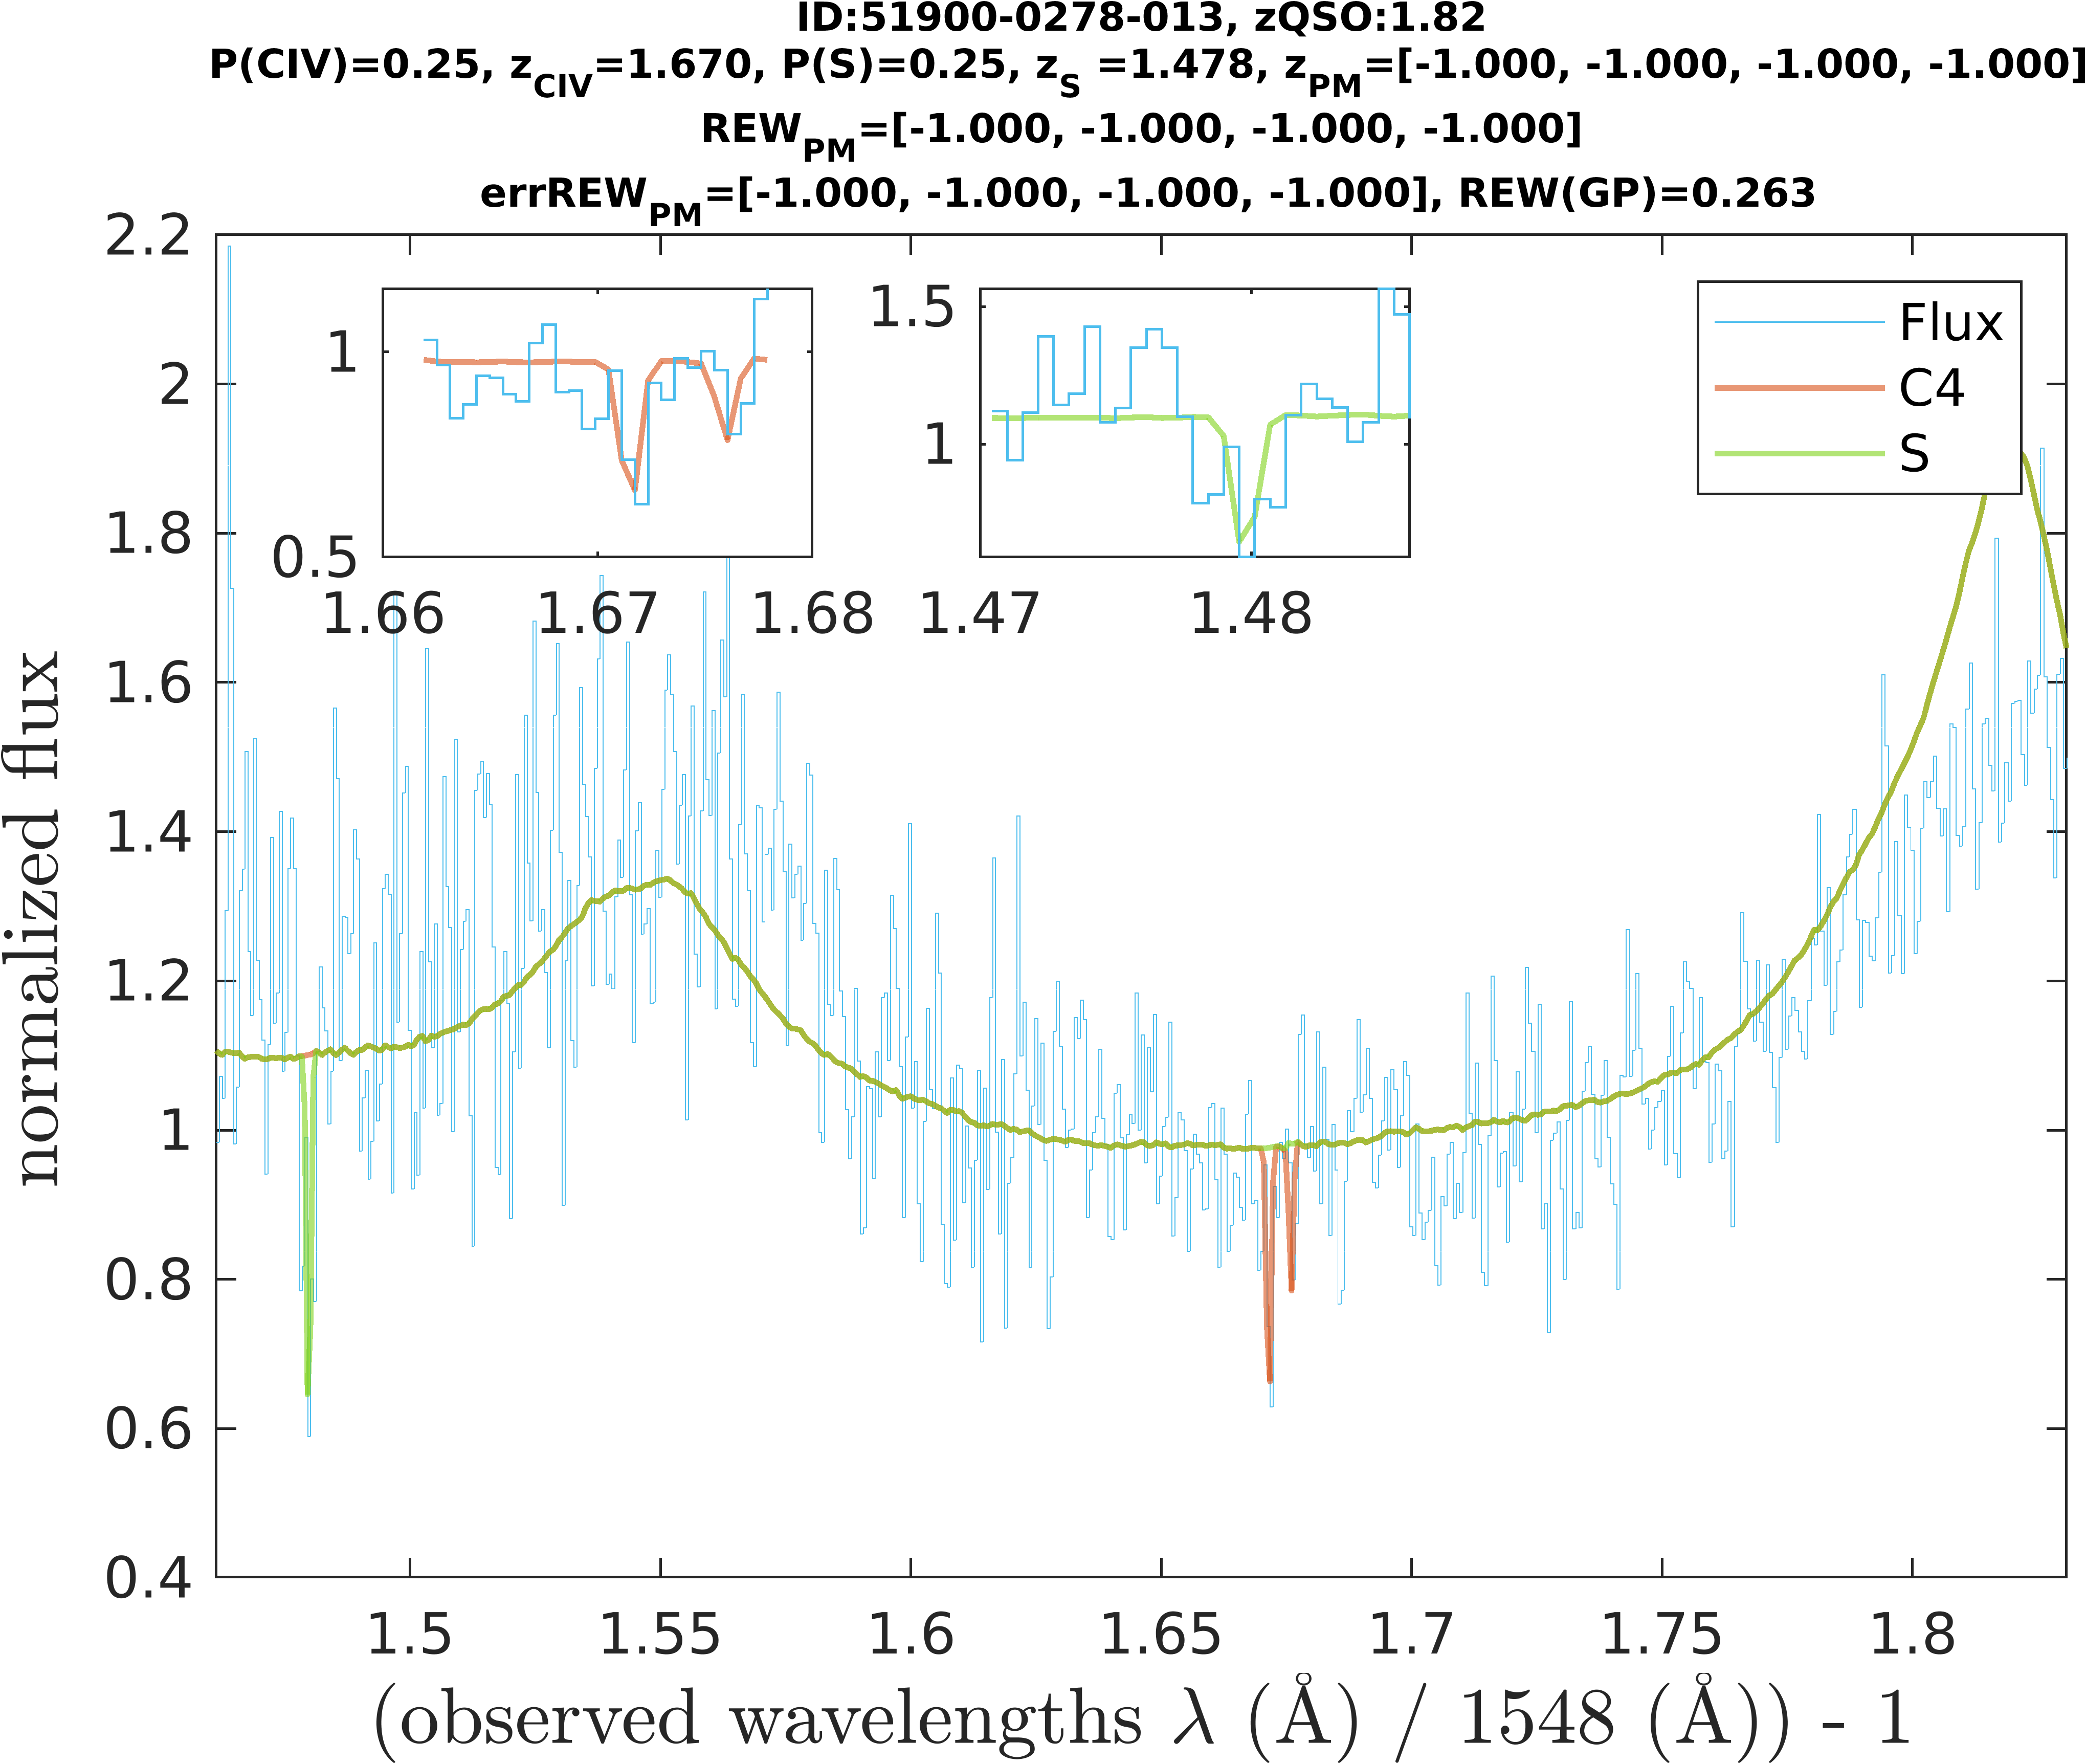 ID:51900-0278-013, zQSO:1.82
P(CIV)=0.25, zCIV=1.670, P(S)=0.25, zS =1.478, zPM=[-1.000, -1.000, -1.000, -1.000]
REWPM=[-1.000, -1.000, -1.000, -1.000]
errREWPM=[-1.000, -1.000, -1.000, -1.000], REW(GP)=0.263
2.2
2
1.8
1.6
1.4
1.2
1
0.8
0.6
0.4
normalized flux
1
0.5
1.66 1.67 1.68
1.5
1
1.47 1.48
Flux
C4
S
1.5 1.55 1.6 1.65 1.7 1.75 1.8
(observed wavelengths λ (Å) / 1548 (Å)) - 1